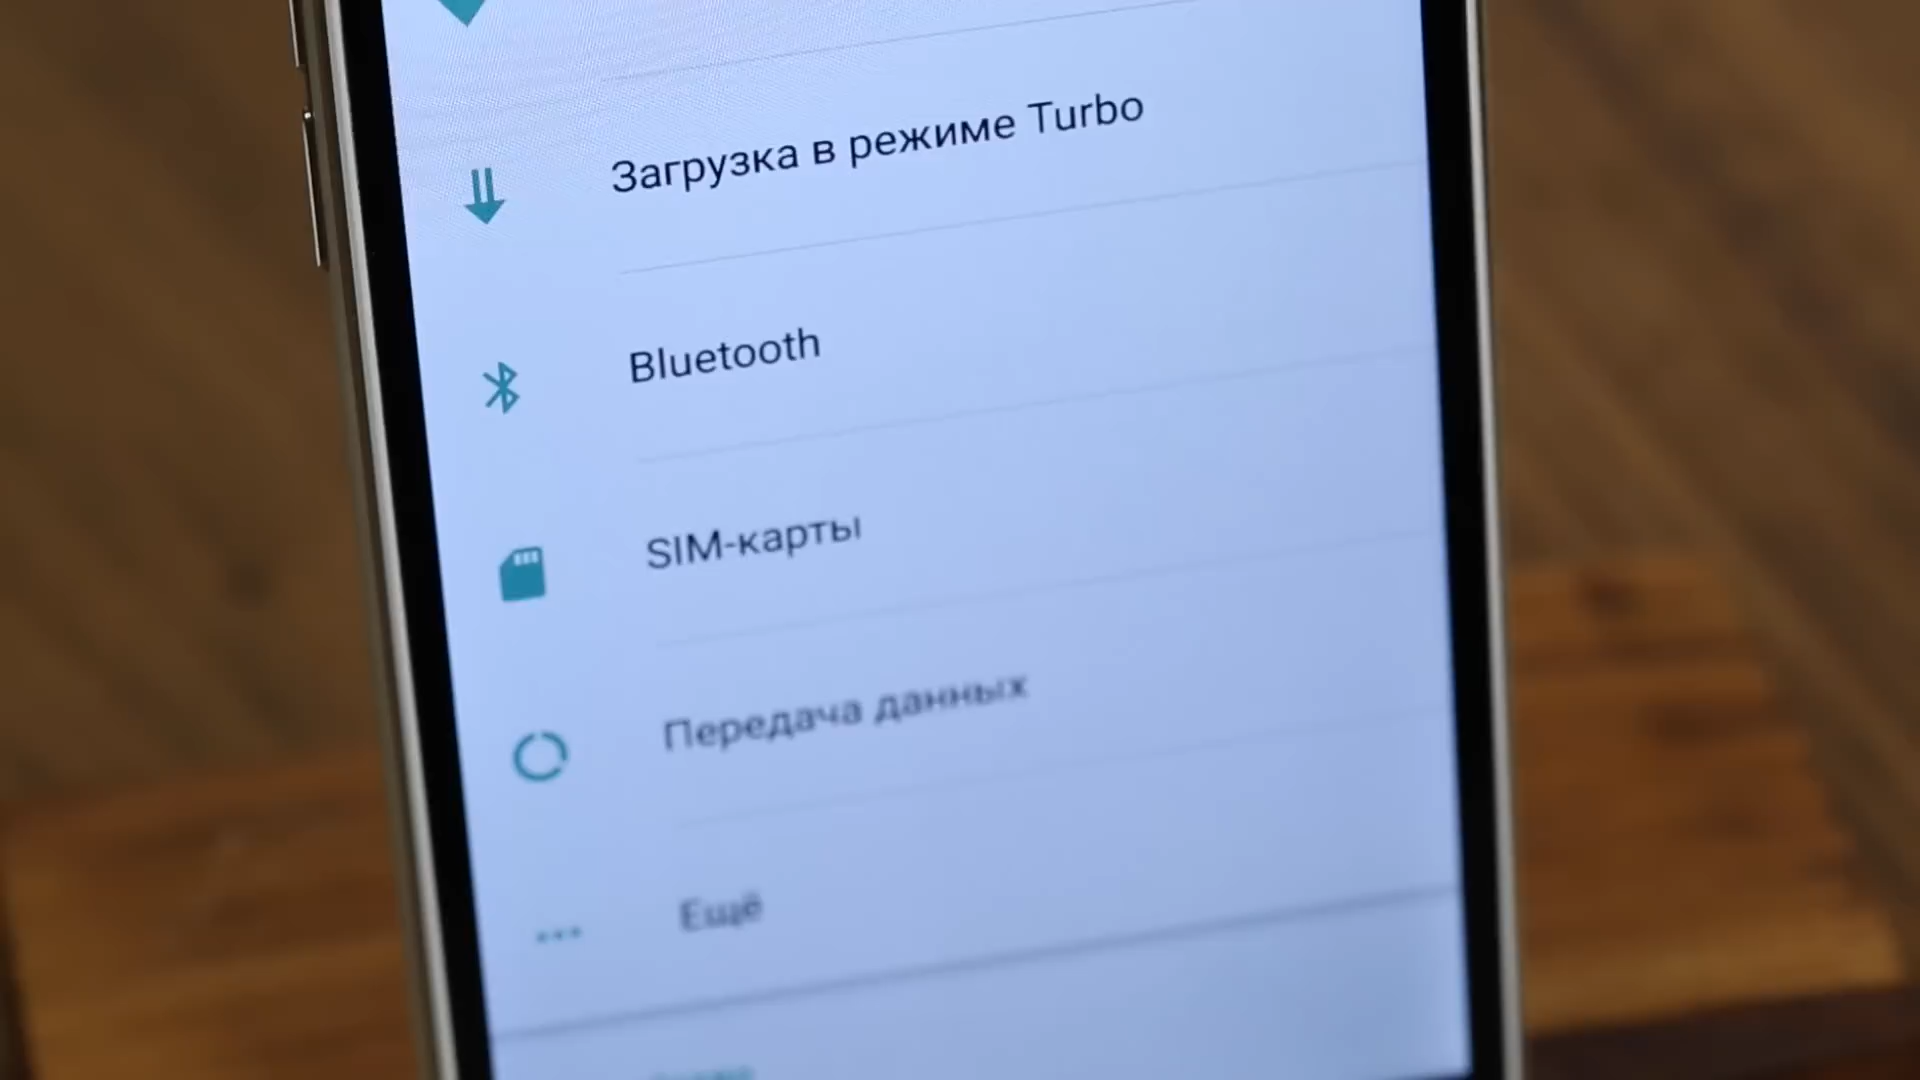 Загрузка в режиме Turbo
Bluetooth
SIM-карты
Передача данных
Ещё